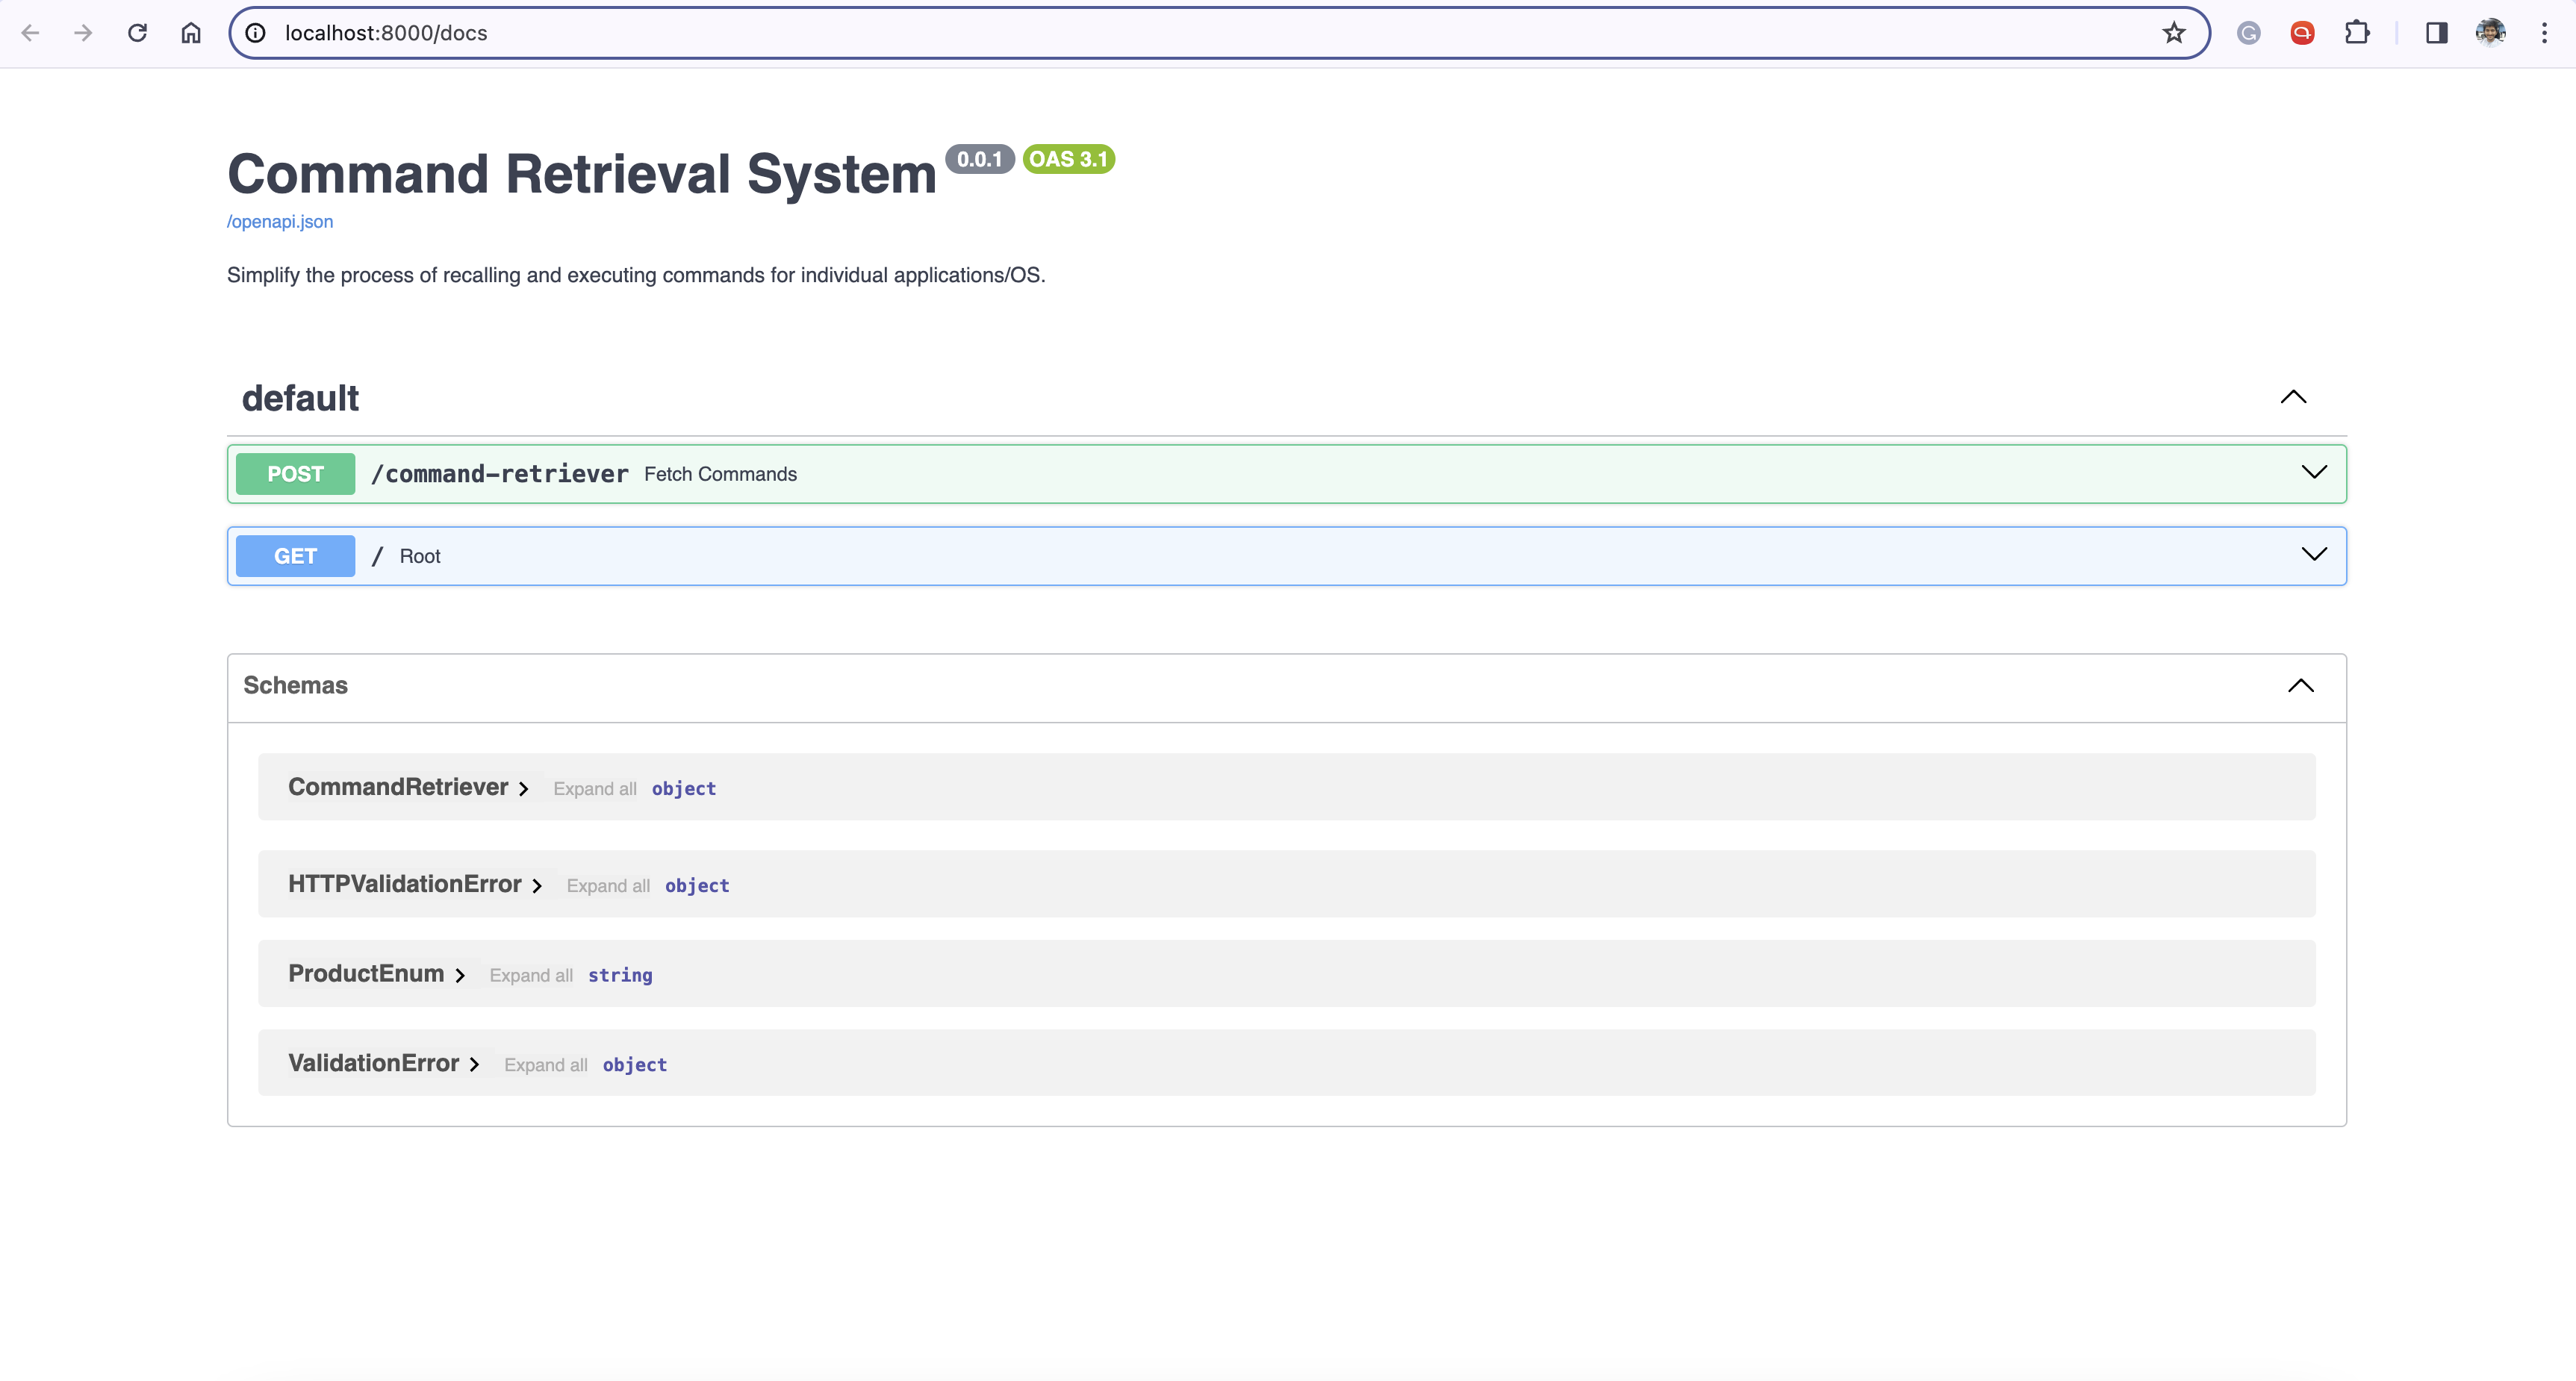 localhost:8000/docs
Command Retrieval System 0.0.1 OAS 3.1
/openapi.json
Simplify the process of recalling and executing commands for individual applications/OS.
default
POST /command-retriever Fetch Commands
GET / Root
Schemas
CommandRetriever Expand all object
HTTPValidationError Expand all object
ProductEnum Expand all string
ValidationError Expand all object